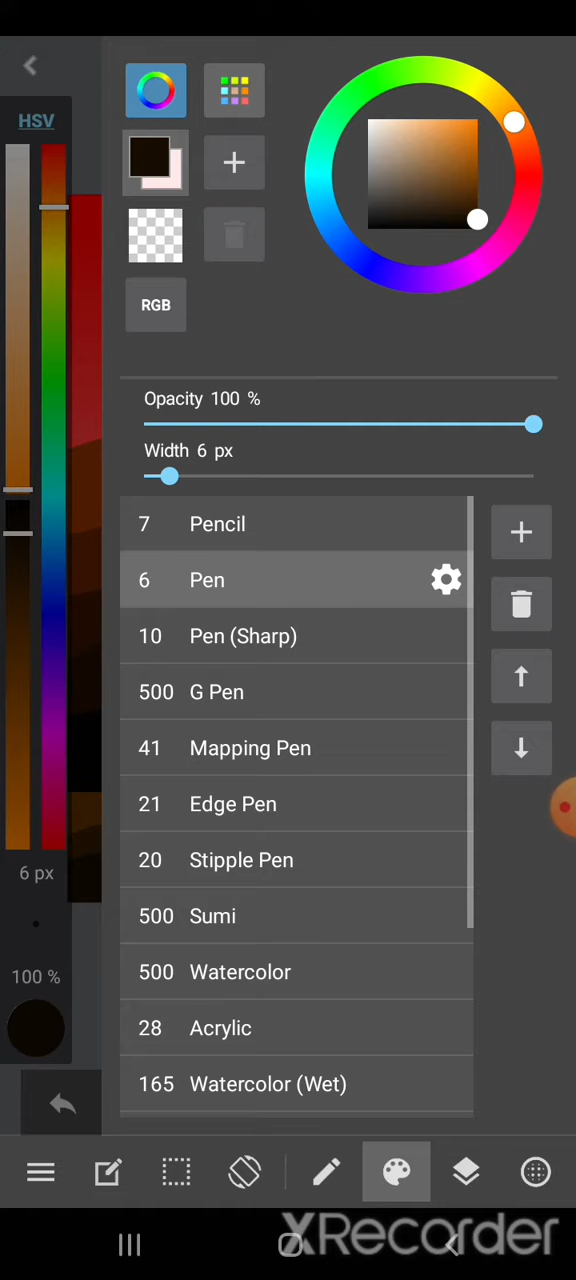 HSV
RGB
Opacity 100 %
Width 6 px
7 Pencil
6 Pen
10 Pen (Sharp)
500 G Pen
41 Mapping Pen
21 Edge Pen
20 Stipple Pen
500 Sumi
500 Watercolor
28 Acrylic
165 Watercolor (Wet)
6 px
100 %
XRecorder